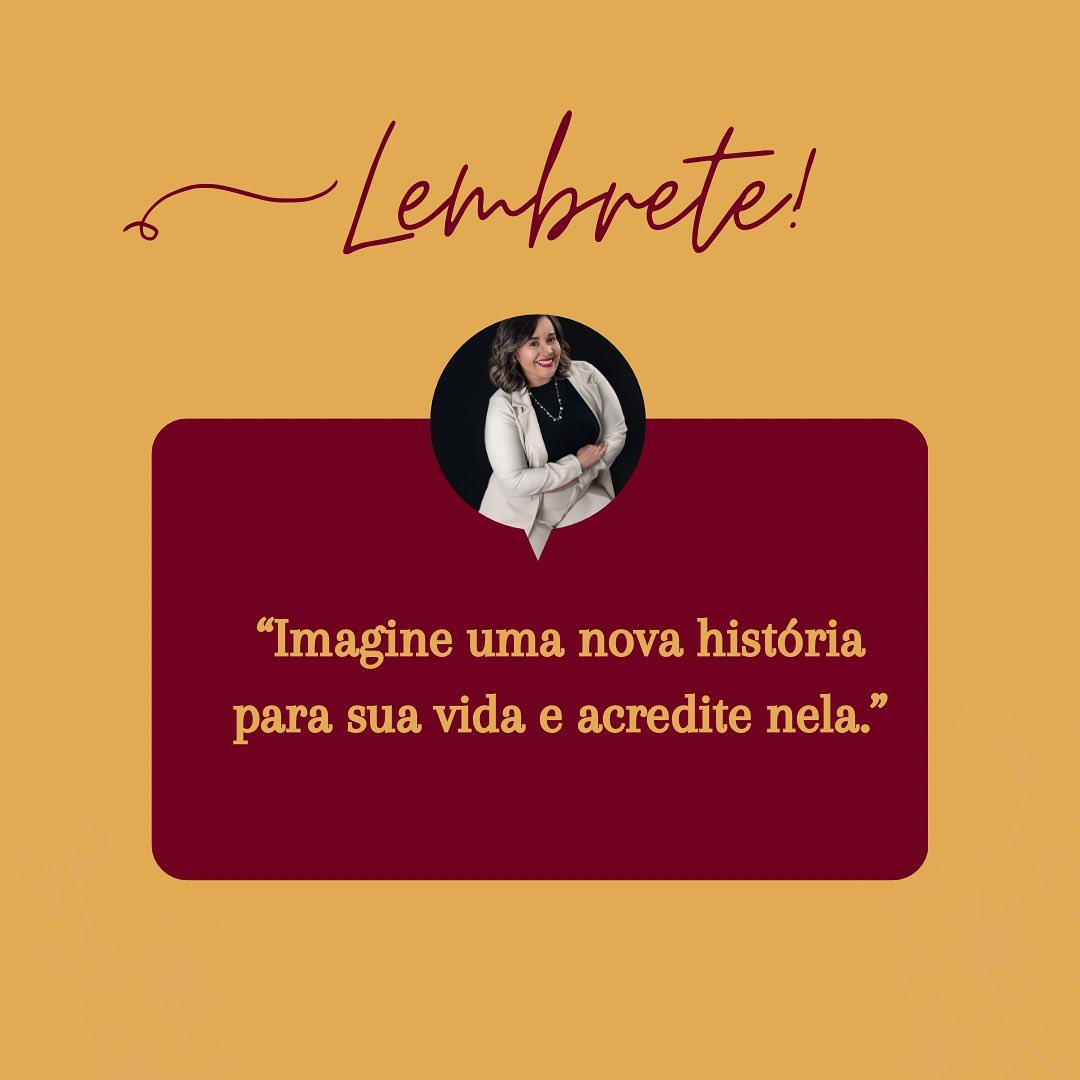 Lembrete!
“Imagine uma nova história
para sua vida e acredite nela.”